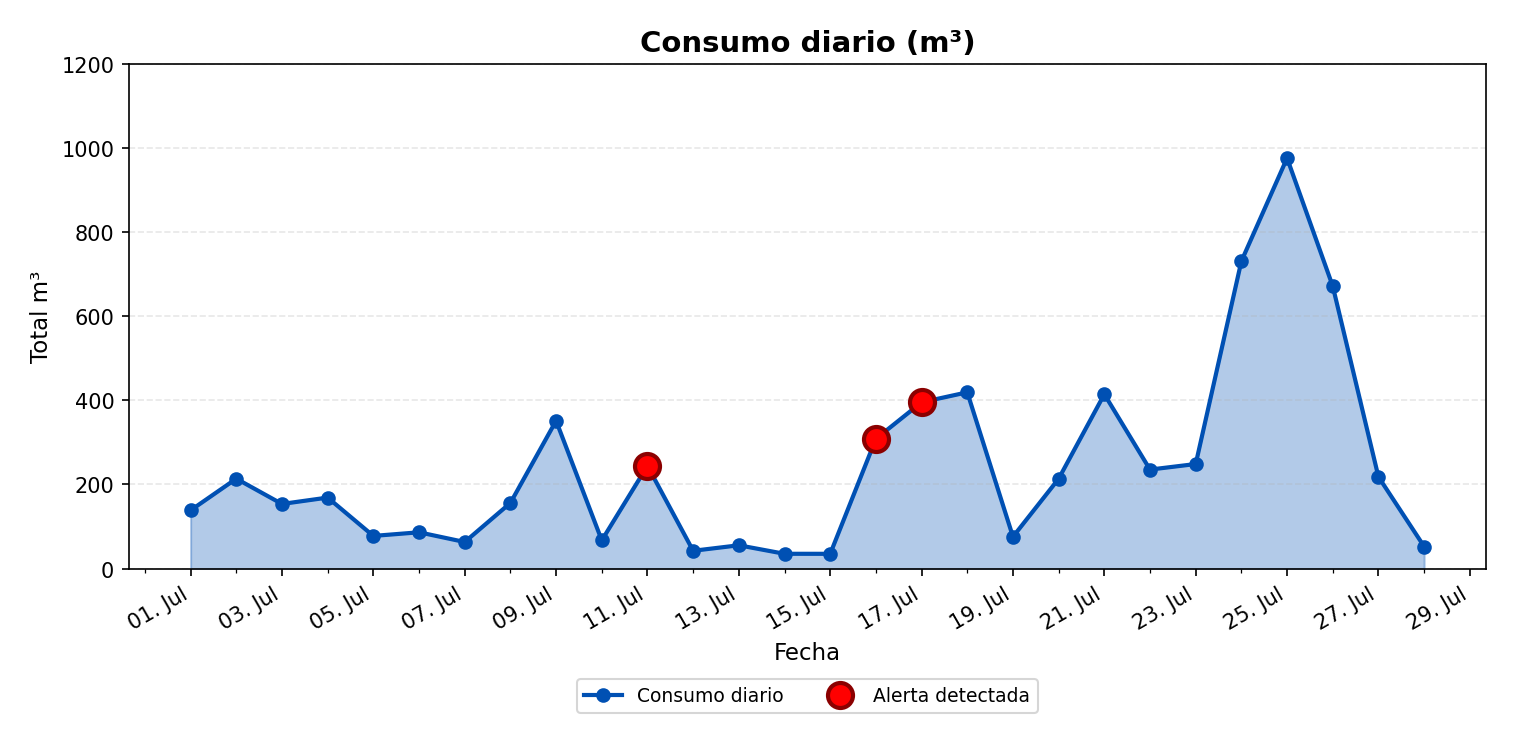 Consumo diario (m³)
1200
1000
800
600
400
200
0
Total m³
01. Jul
03. Jul
05. Jul
07. Jul
09. Jul
11. Jul
13. Jul
15. Jul
17. Jul
19. Jul
21. Jul
23. Jul
25. Jul
27. Jul
29. Jul
Fecha
Consumo diario
Alerta detectada